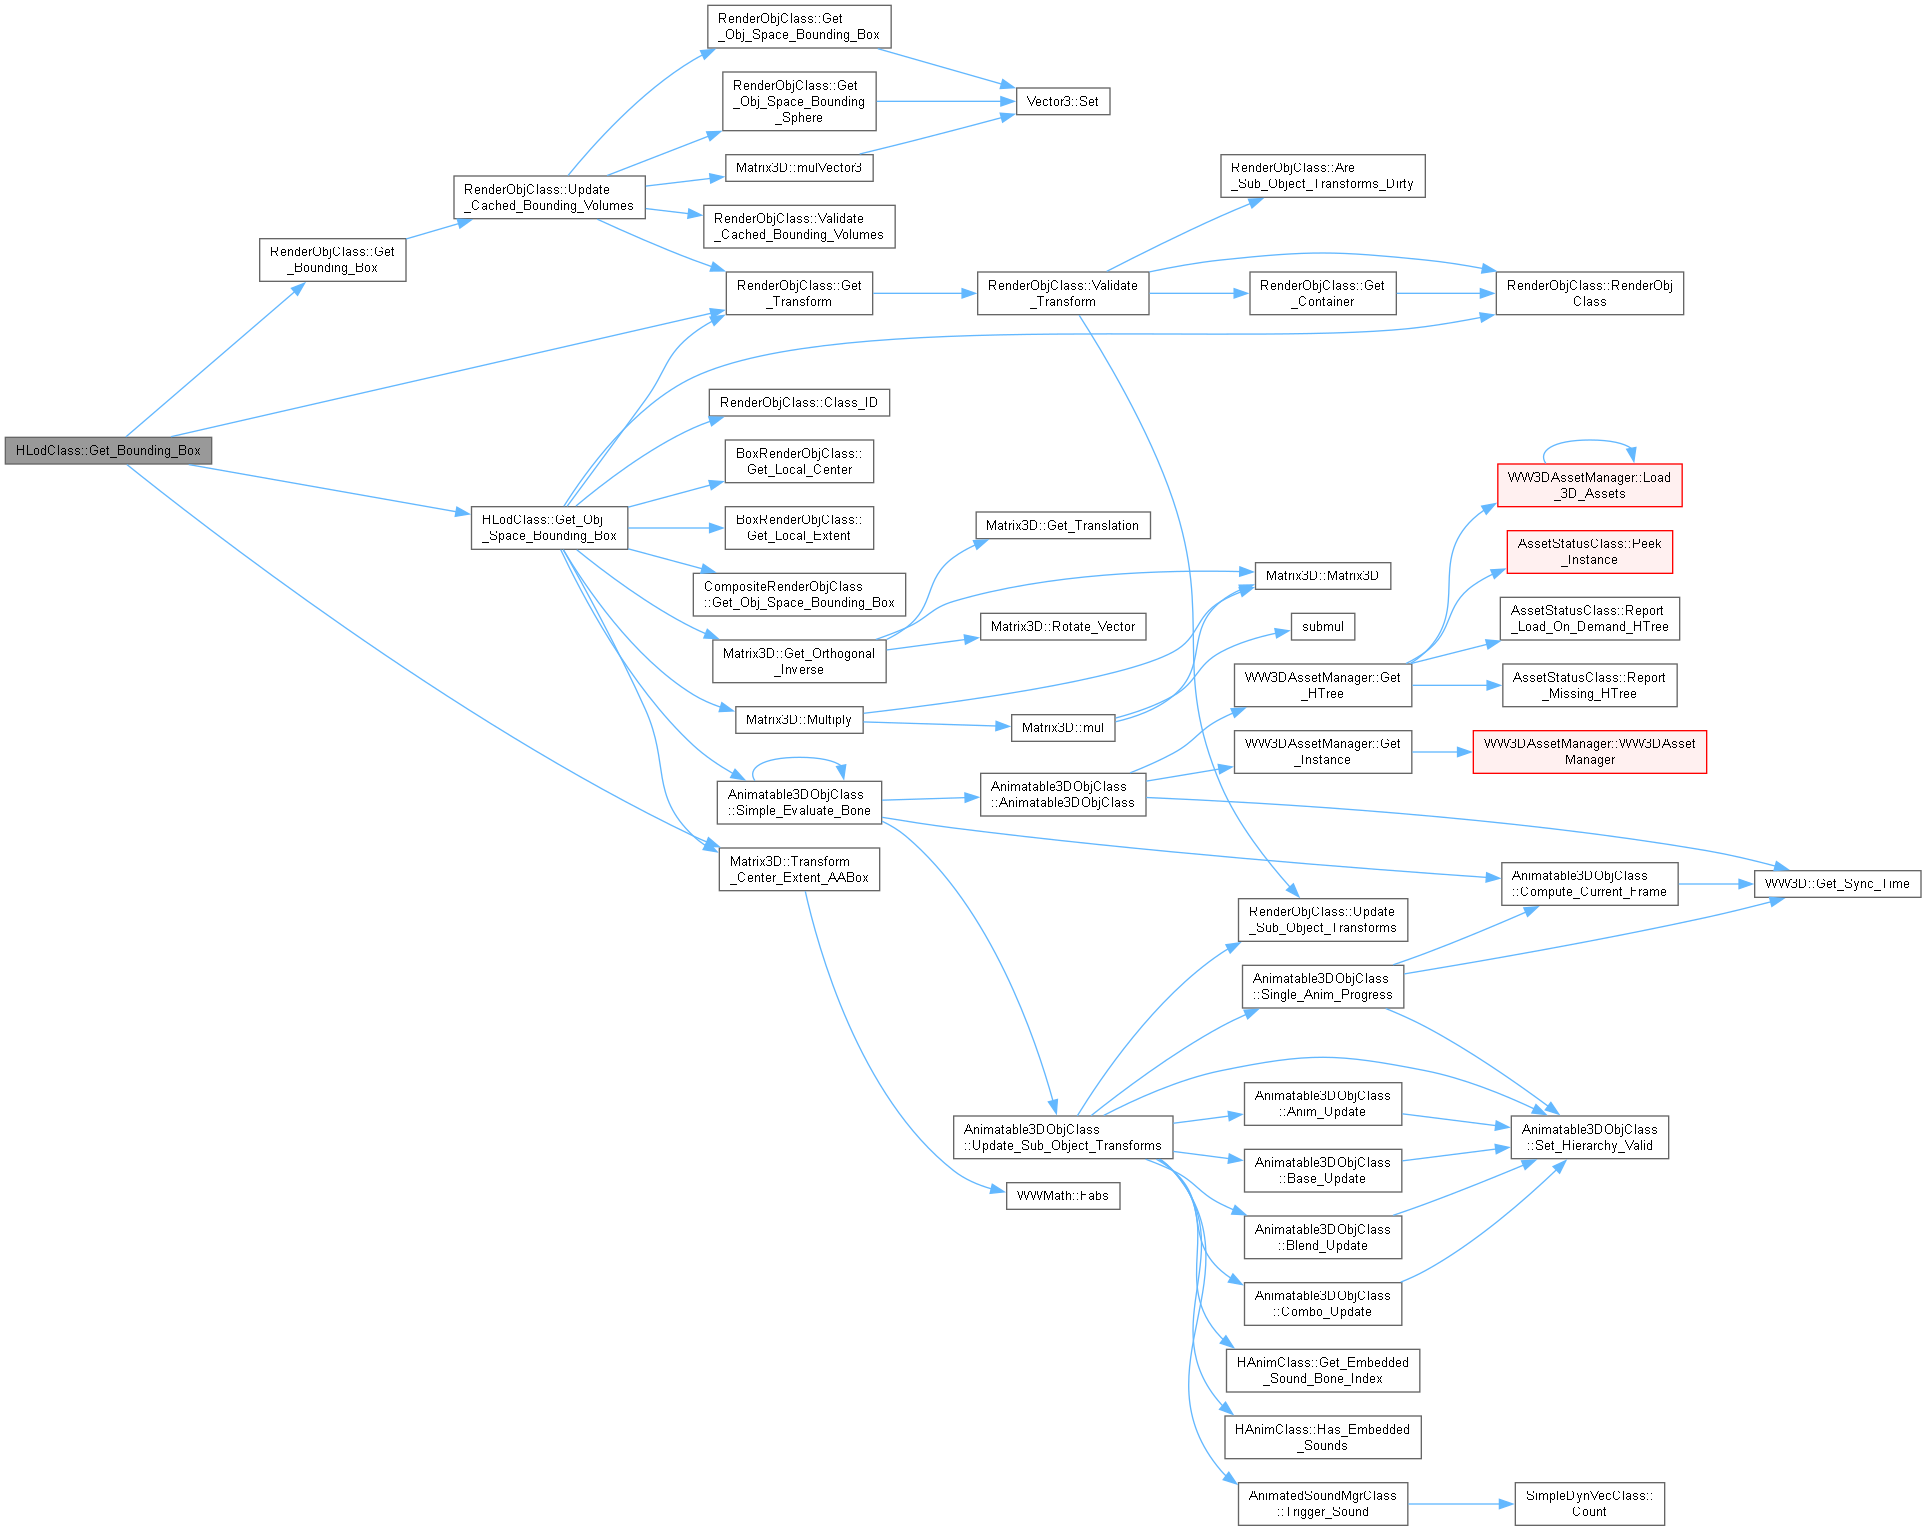 HLodClass::Get_Bounding_Box
RenderObjClass::Get
_Bounding_Box
RenderObjClass::Update
_Cached_Bounding_Volumes
RenderObjClass::Get
_Obj_Space_Bounding_Box
RenderObjClass::Get
_Obj_Space_Bounding
_Sphere
Matrix3D::mulVector3
RenderObjClass::Validate
_Cached_Bounding_Volumes
RenderObjClass::Get
_Transform
Vector3::Set
RenderObjClass::Validate
_Transform
RenderObjClass::Are
_Sub_Object_Transforms_Dirty
RenderObjClass::Get
_Container
RenderObjClass::RenderObj
Class
HLodClass::Get_Obj
_Space_Bounding_Box
RenderObjClass::Class_ID
BoxRenderObjClass::
Get_Local_Center
BoxRenderObjClass::
Get_Local_Extent
CompositeRenderObjClass
::Get_Obj_Space_Bounding_Box
Matrix3D::Get_Orthogonal
_Inverse
Matrix3D::Multiply
Animatable3DObjClass
::Simple_Evaluate_Bone
Matrix3D::Transform
_Center_Extent_AABox
Matrix3D::Get_Translation
Matrix3D::Rotate_Vector
Matrix3D::mul
Matrix3D::Matrix3D
submul
Animatable3DObjClass
::Animatable3DObjClass
WW3DAssetManager::Get
_HTree
WW3DAssetManager::Get
_Instance
WW3DAssetManager::Load
_3D_Assets
AssetStatusClass::Peek
_Instance
AssetStatusClass::Report
_Load_On_Demand_HTree
AssetStatusClass::Report
_Missing_HTree
WW3DAssetManager::WW3DAsset
Manager
Animatable3DObjClass
::Compute_Current_Frame
WW3D::Get_Sync_Time
RenderObjClass::Update
_Sub_Object_Transforms
Animatable3DObjClass
::Single_Anim_Progress
Animatable3DObjClass
::Update_Sub_Object_Transforms
WWMath::Fabs
Animatable3DObjClass
::Anim_Update
Animatable3DObjClass
::Base_Update
Animatable3DObjClass
::Blend_Update
Animatable3DObjClass
::Combo_Update
Animatable3DObjClass
::Set_Hierarchy_Valid
HAnimClass::Get_Embedded
_Sound_Bone_Index
HAnimClass::Has_Embedded
_Sounds
AnimatedSoundMgrClass
::Trigger_Sound
SimpleDynVecClass::
Count